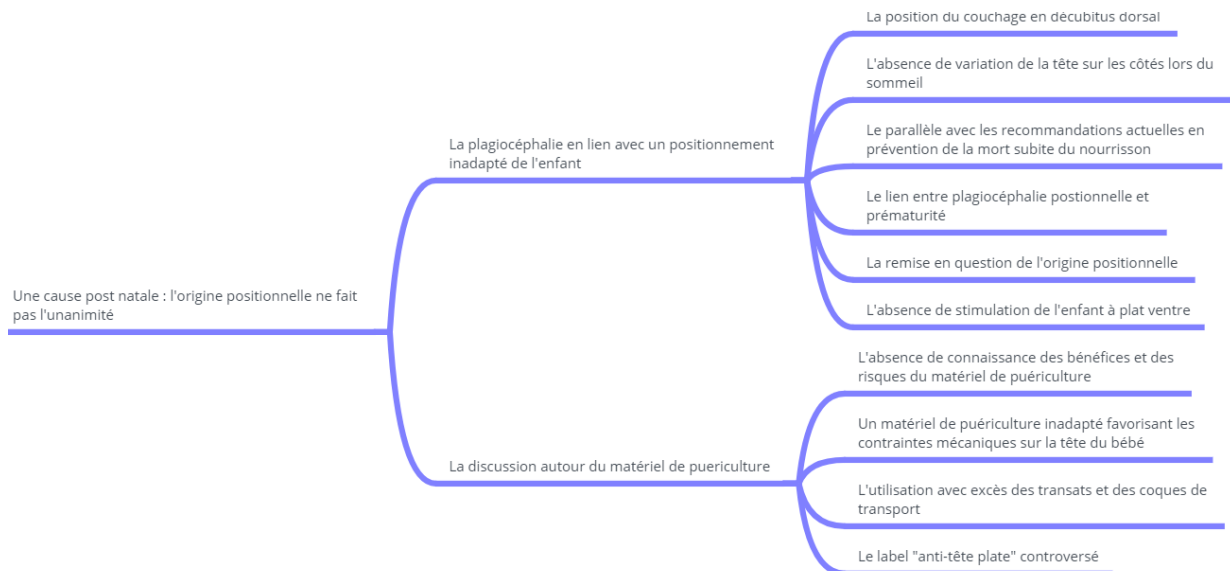 La position du couchage en décubitus dorsal
L'absence de variation de la tête sur les côtés lors du
sommeil
La plagiocéphalie en lien avec un positionnement
inadapté de l'enfant
Le parallèle avec les recommandations actuelles en
prévention de la mort subite du nourrisson
Le lien entre plagiocéphalie postionnelle et
prématurité
La remise en question de l'origine positionnelle
L'absence de stimulation de l'enfant à plat ventre
Une cause post natale : l'origine positionnelle ne fait
pas l'unanimité
L'absence de connaissance des bénéfices et des
risques du matériel de puériculture
Un matériel de puériculture inadapté favorisant les
contraintes mécaniques sur la tête du bébé
La discussion autour du matériel de puericulture
L'utilisation avec excès des transats et des coques de
transport
Le label "anti-tête plate" controversé